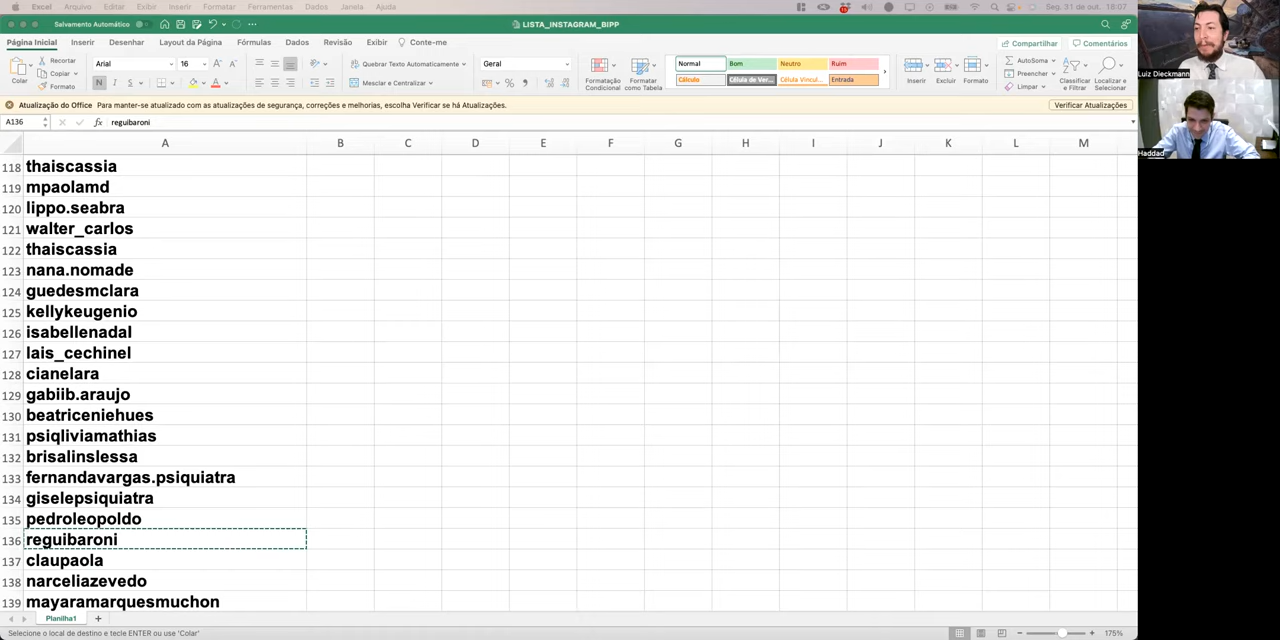 Excel Arquivo Editar Exibir Inserir Formatar Ferramentas Dados Janela Ajuda Seg. 31 de out. 18:07
Salvamento Automático LISTA_INSTAGRAM_BIPP
Página Inicial Inserir Desenhar Layout da Página Fórmulas Dados Revisão Exibir Conte-me Compartilhar Comentários
Colar Recortar Copiar Formato Arial 16 Quebrar Texto Automaticamente Mesclar e Centralizar Geral Formatação Condicional Formatar como Tabela Normal Bom Neutro Ruim Cálculo Célula de Ver... Célula Vincul... Entrada Inserir Excluir Formato AutoSoma Preencher Limpar Classificar e Filtrar Localizar e Selecionar
Atualização do Office Para manter-se atualizado com as atualizações de segurança, correções e melhorias, escolha Verificar se há Atualizações. Verificar Atualizações
A136 fx reguibaroni
A B C D E F G H I J K L M
118 thaiscassia
119 mpaolamd
120 lippo.seabra
121 walter_carlos
122 thaiscassia
123 nana.nomade
124 guedesmclara
125 kellykeugenio
126 isabellenadal
127 lais_cechinel
128 cianelara
129 gabiib.araujo
130 beatriceniehues
131 psiqliviamathias
132 brisalinslessa
133 fernandavargas.psiquiatra
134 giselepsiquiatra
135 pedroleopoldo
136 reguibaroni
137 claupaola
138 narceliazevedo
139 mayaramarquesmuchon
Planilha1 +
Selecione o local de destino e tecle ENTER ou use 'Colar' 175%
Luiz Dieckmann
Haddad